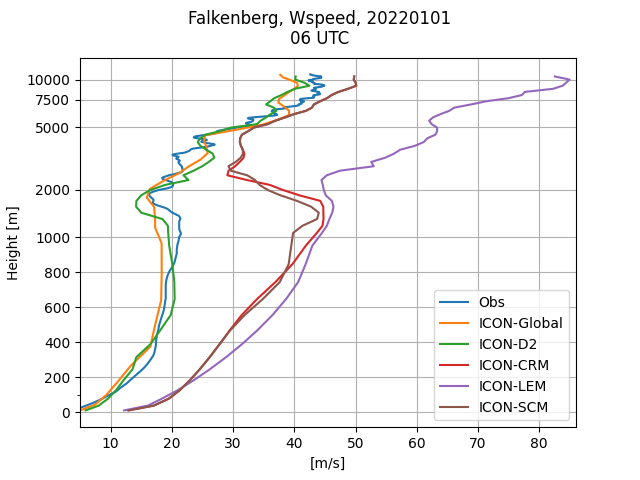 Falkenberg, Wspeed, 20220101
06 UTC
Height [m]
10000
7500
5000
2000
1000
800
600
400
200
0
10 20 30 40 50 60 70 80
[m/s]
Obs
ICON-Global
ICON-D2
ICON-CRM
ICON-LEM
ICON-SCM